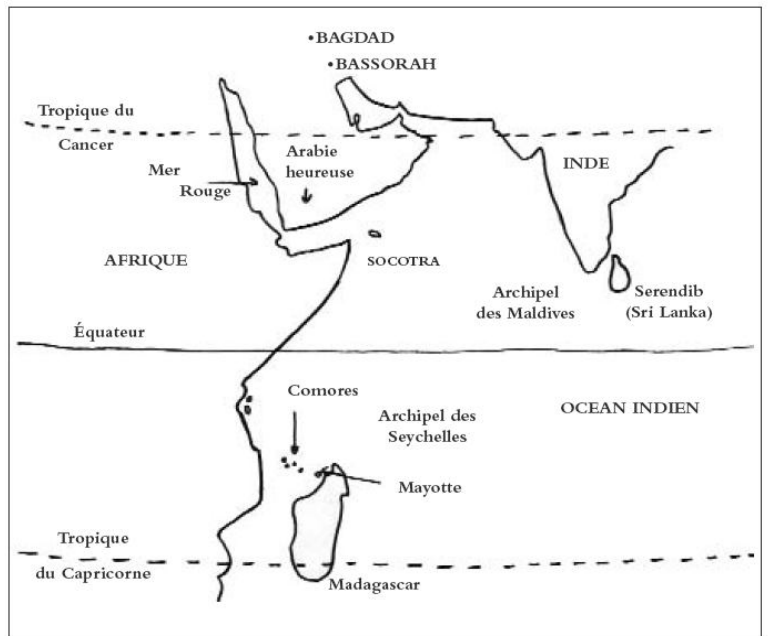 •BAGDAD
•BASSORAH
Tropique du
Cancer
Arabie
heureuse
Mer
Rouge
INDE
AFRIQUE
SOCOTRA
Archipel
des Maldives
Serendib
(Sri Lanka)
Équateur
Comores
Archipel des
Seychelles
OCEAN INDIEN
Mayotte
Tropique
du Capricorne
Madagascar